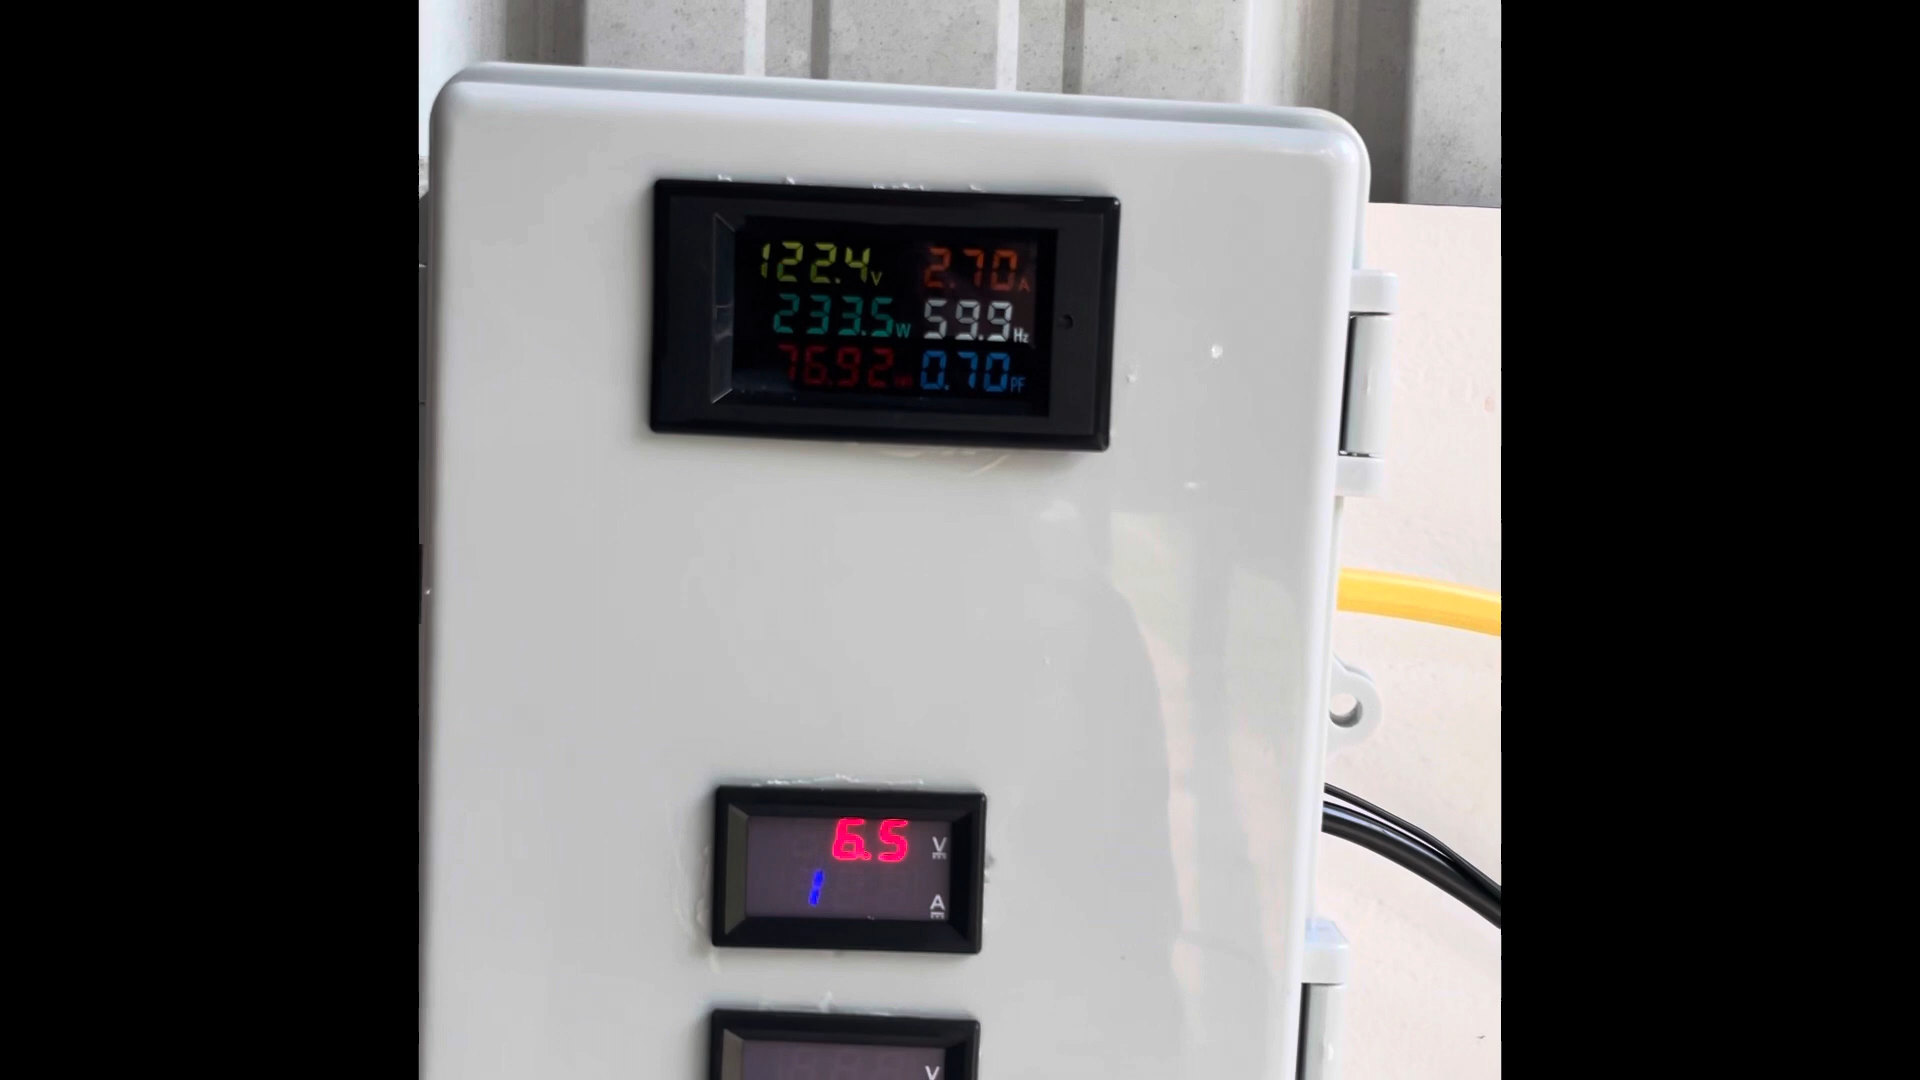 122.4V 2.70A
233.5W 59.9Hz
76.92 0.70PF
6.5 V
1 A
V